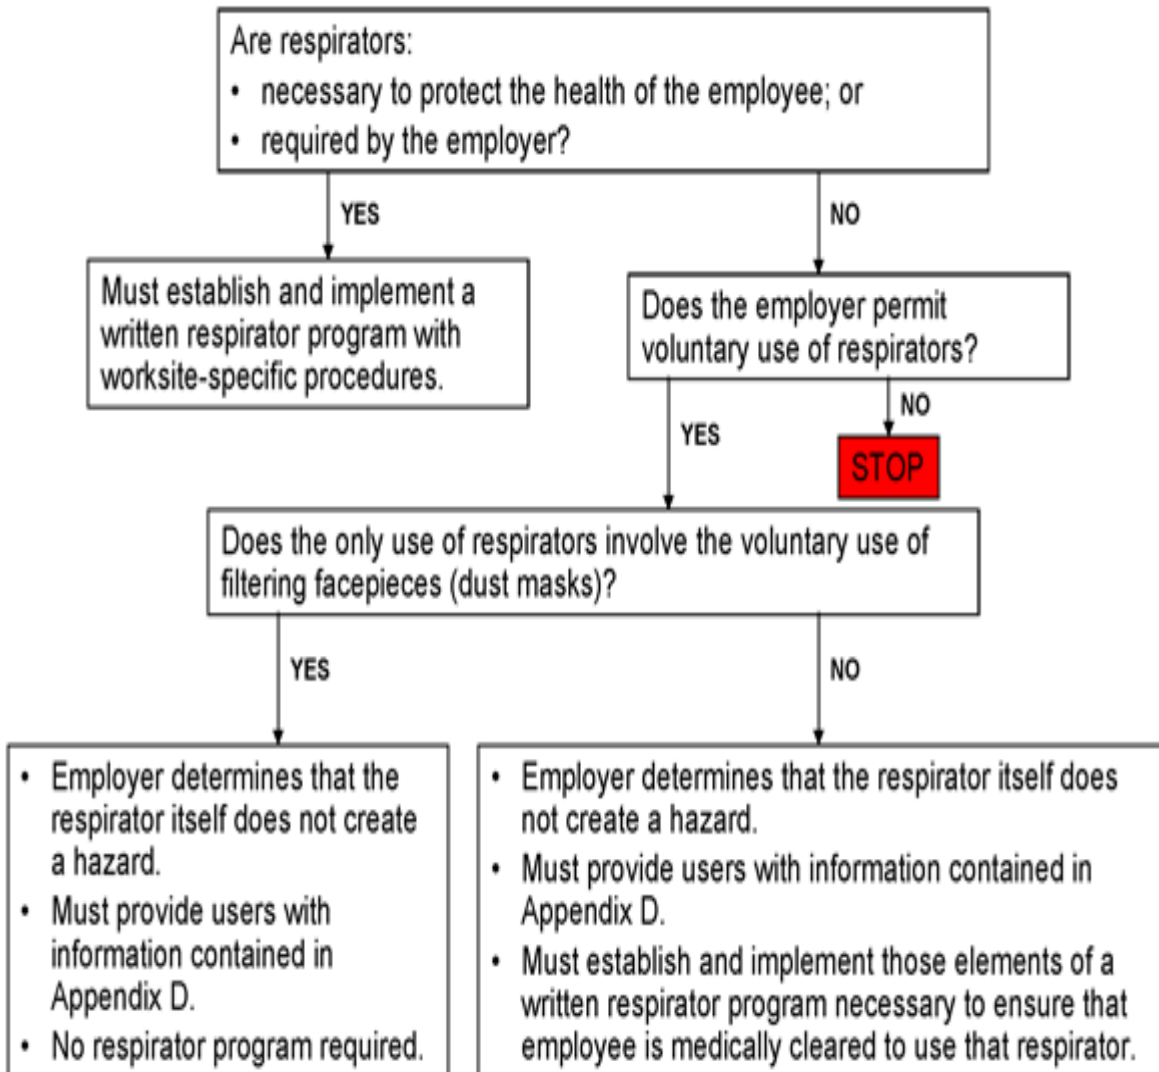 Are respirators:
• necessary to protect the health of the employee; or
• required by the employer?
YES
NO
Must establish and implement a
written respirator program with
worksite-specific procedures.
Does the employer permit
voluntary use of respirators?
YES
NO
STOP
Does the only use of respirators involve the voluntary use of
filtering facepieces (dust masks)?
YES
NO
• Employer determines that the
respirator itself does not create
a hazard.
• Must provide users with
information contained in
Appendix D.
• No respirator program required.
• Employer determines that the respirator itself does
not create a hazard.
• Must provide users with information contained in
Appendix D.
• Must establish and implement those elements of a
written respirator program necessary to ensure that
employee is medically cleared to use that respirator.